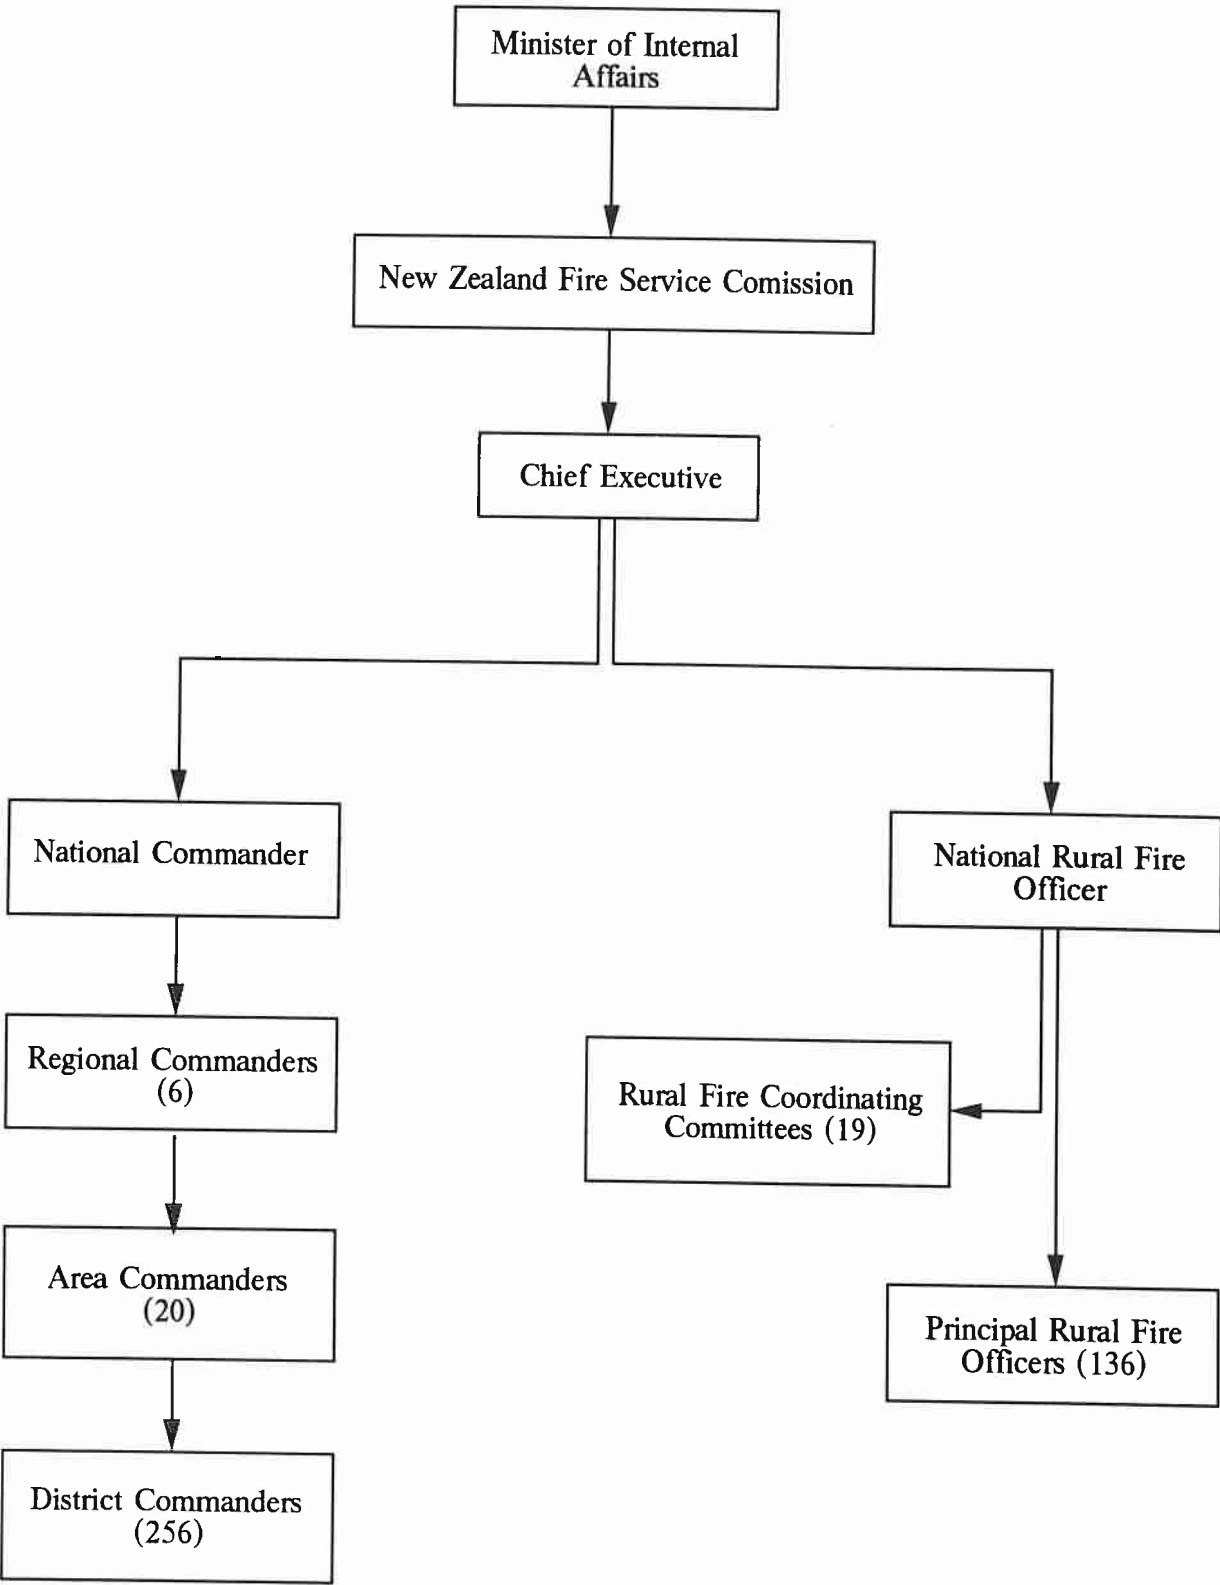 Minister of Internal
Affairs
New Zealand Fire Service Comission
Chief Executive
National Commander
National Rural Fire
Officer
Regional Commanders
(6)
Rural Fire Coordinating
Committees (19)
Area Commanders
(20)
Principal Rural Fire
Officers (136)
District Commanders
(256)